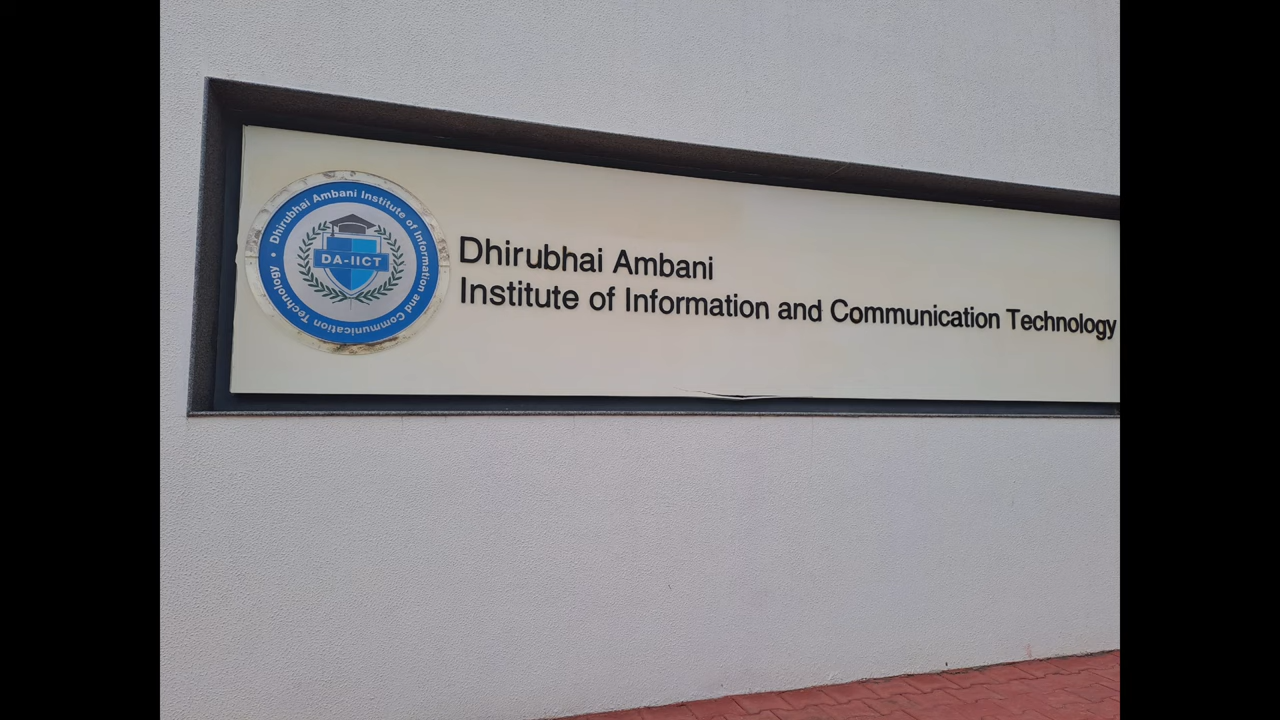 Dhirubhai Ambani Institute of Information and Communication Technology •
DA-IICT
Dhirubhai Ambani
Institute of Information and Communication Technology